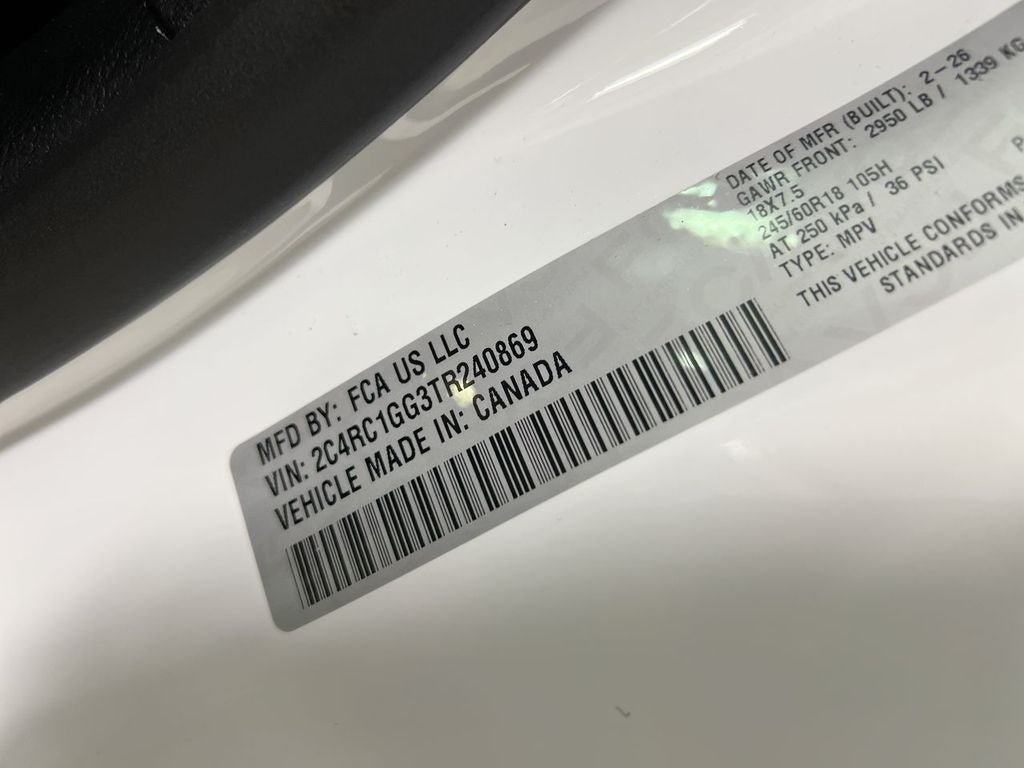 MFD BY: FCA US LLC
VIN: 2C4RC1GG3TR240869
VEHICLE MADE IN: CANADA
DATE OF MFR (BUILT): 2-26
GAWR FRONT: 2950 LB / 1339 KG
18X7.5
245/60R18 105H
AT 250 kPa / 36 PSI
TYPE: MPV
THIS VEHICLE CONFORMS
STANDARDS IN